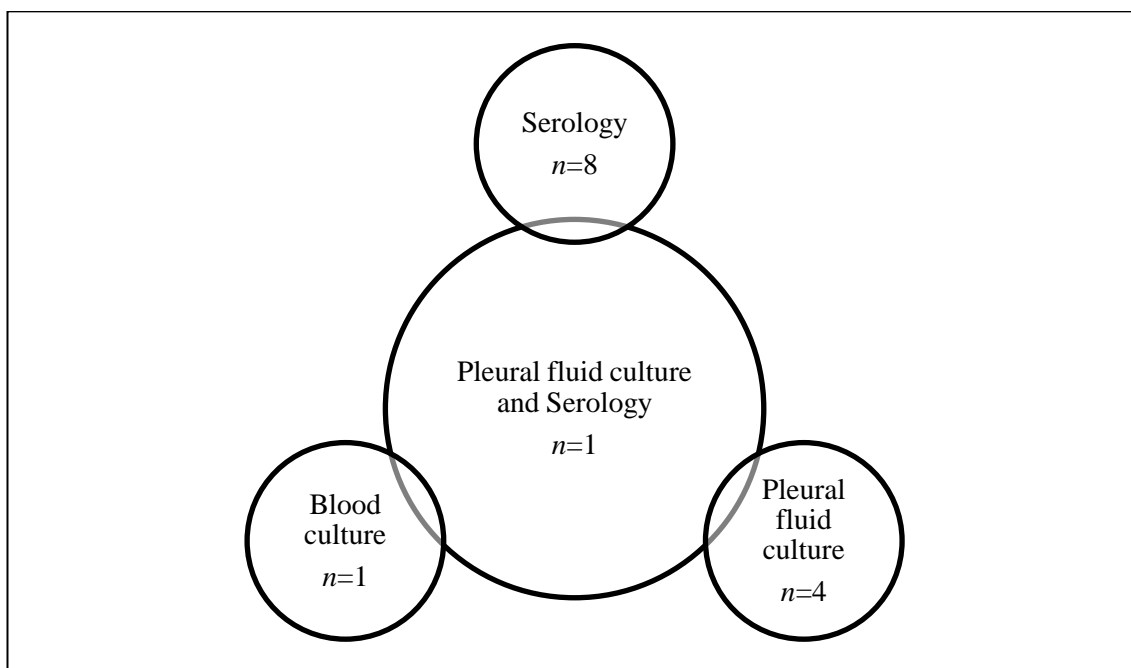 Serology
n=8
Pleural fluid culture
and Serology
n=1
Blood
culture
n=1
Pleural
fluid
culture
n=4